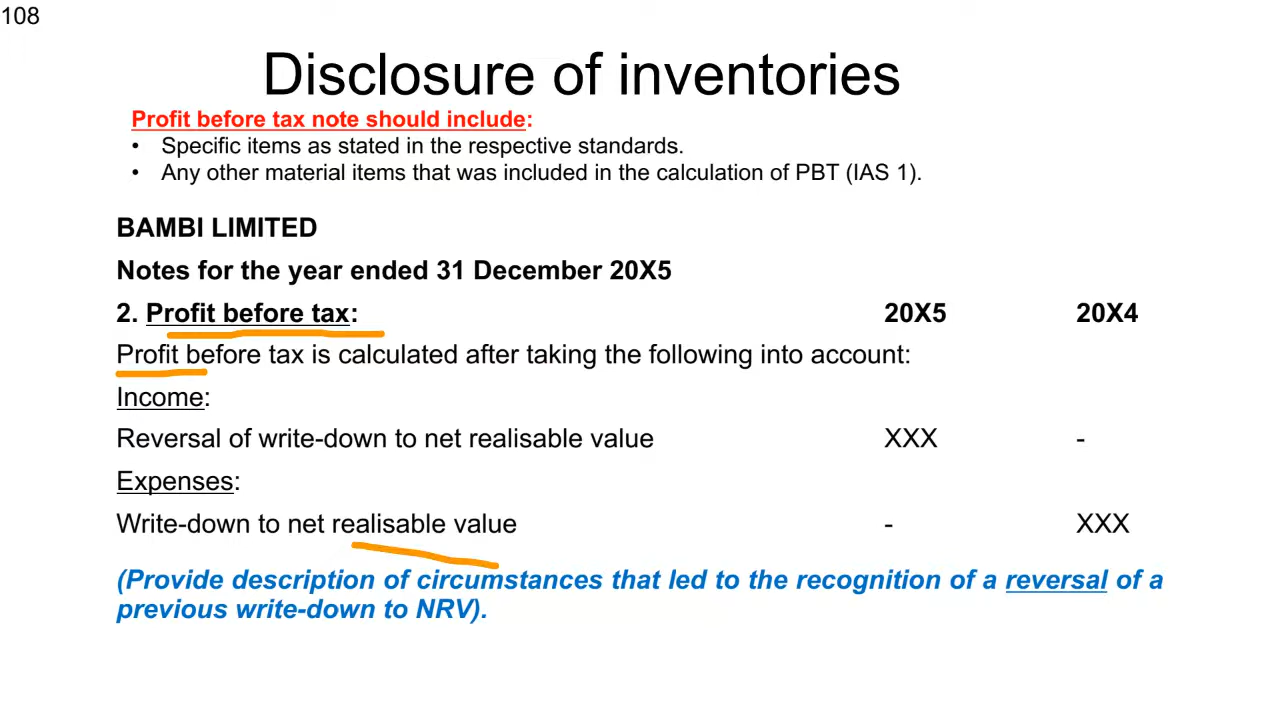 108
Disclosure of inventories
Profit before tax note should include:
• Specific items as stated in the respective standards.
• Any other material items that was included in the calculation of PBT (IAS 1).
BAMBI LIMITED
Notes for the year ended 31 December 20X5
2. Profit before tax: 20X5 20X4
Profit before tax is calculated after taking the following into account:
Income:
Reversal of write-down to net realisable value XXX -
Expenses:
Write-down to net realisable value - XXX
(Provide description of circumstances that led to the recognition of a reversal of a
previous write-down to NRV).